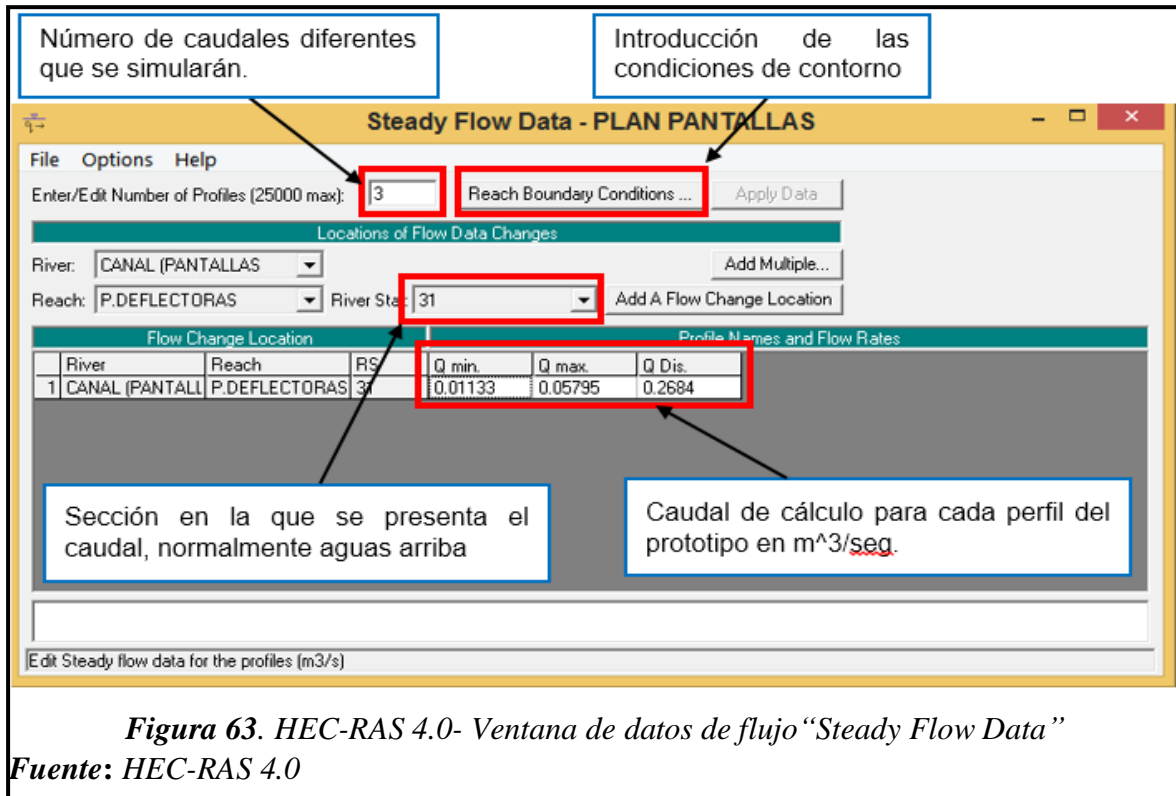 Número de caudales diferentes
que se simularán.
Introducción de las
condiciones de contorno
Steady Flow Data - PLAN PANTALLAS
File Options Help
Enter/Edit Number of Profiles (25000 max): 3 Reach Boundary Conditions ... Apply Data
Locations of Flow Data Changes
River: CANAL (PANTALLAS Add Multiple...
Reach: P.DEFLECTORAS River Sta.: 31 Add A Flow Change Location
Flow Change Location Profile Names and Flow Rates
River Reach RS Q min. Q max. Q Dis.
1 CANAL (PANTALL P.DEFLECTORAS 31 0.01133 0.05795 0.2684
Sección en la que se presenta el
caudal, normalmente aguas arriba
Caudal de cálculo para cada perfil del
prototipo en m^3/seg.
Edit Steady flow data for the profiles (m3/s)
Figura 63. HEC-RAS 4.0- Ventana de datos de flujo“Steady Flow Data”
Fuente: HEC-RAS 4.0